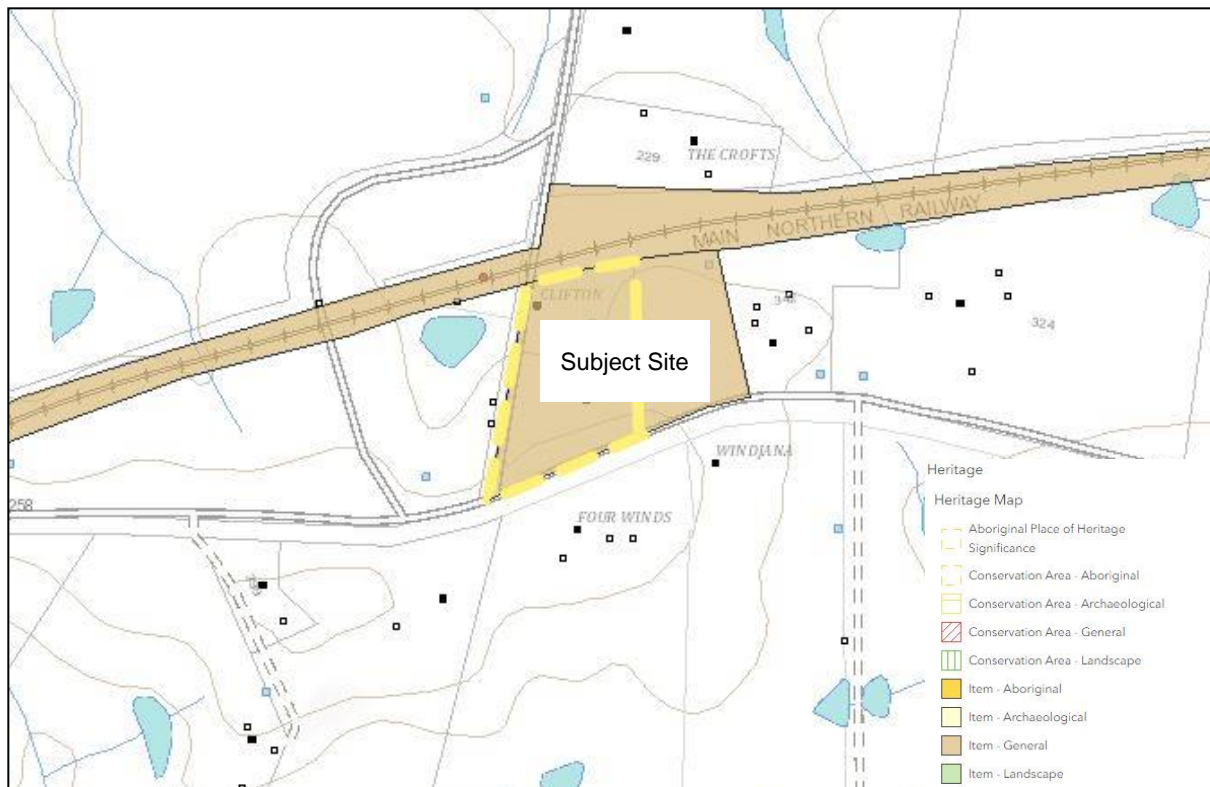 229
THE CROFTS
MAIN NORTHERN RAILWAY
CLIFTON
Subject Site
324
WINDJANA
258
FOUR WINDS
Heritage
Heritage Map
Aboriginal Place of Heritage
Significance
Conservation Area - Aboriginal
Conservation Area - Archaeological
Conservation Area - General
Conservation Area - Landscape
Item - Aboriginal
Item - Archaeological
Item - General
Item - Landscape